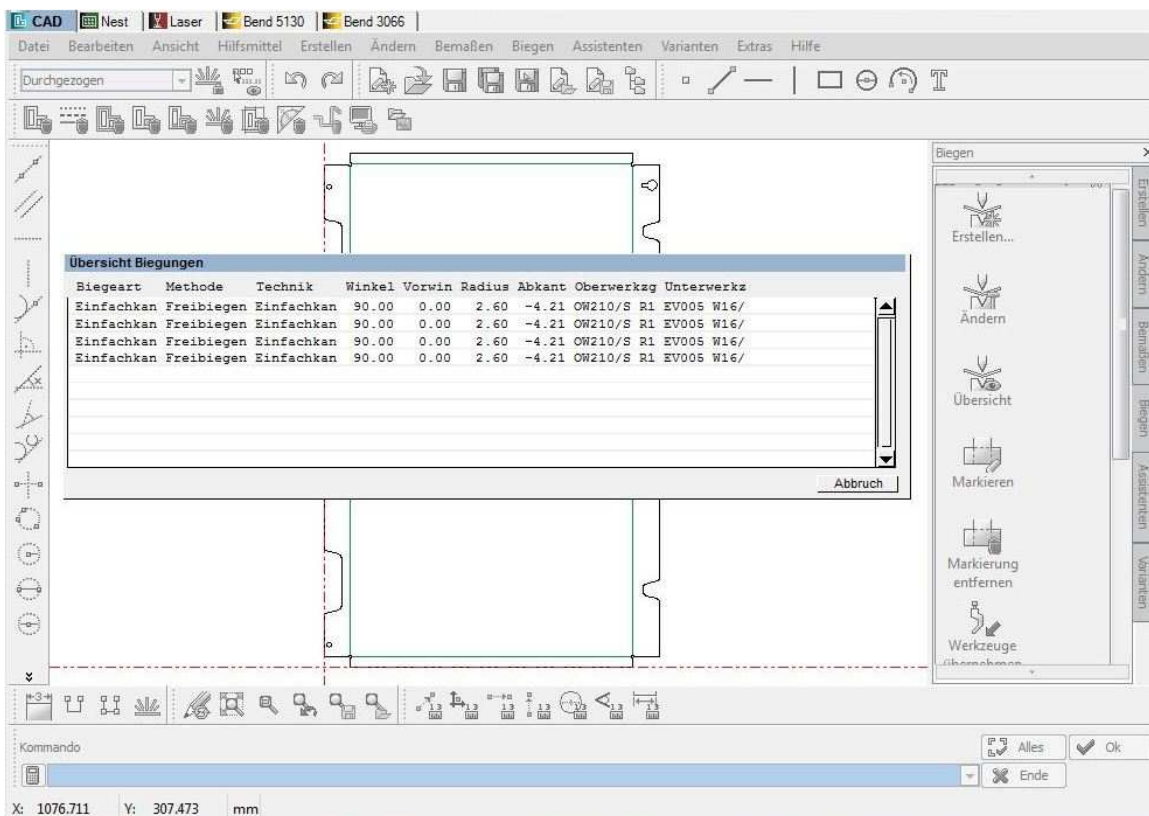 CAD Nest Laser Bend 5130 Bend 3066
Datei Bearbeiten Ansicht Hilfsmittel Erstellen Ändern Bemaßen Biegen Assistenten Varianten Extras Hilfe
Durchgezogen
Biegen
Erstellen...
Ändern
Übersicht
Markieren
Markierung
entfernen
Werkzeuge
übernehmen
Erstellen
Ändern
Bemaßen
Biegen
Assistenten
Varianten
Übersicht Biegungen
Biegeart Methode Technik Winkel Vorwin Radius Abkant Oberwerkzg Unterwerkz
Einfachkan Freibiegen Einfachkan 90.00 0.00 2.60 -4.21 OW210/S R1 EV005 W16/
Einfachkan Freibiegen Einfachkan 90.00 0.00 2.60 -4.21 OW210/S R1 EV005 W16/
Einfachkan Freibiegen Einfachkan 90.00 0.00 2.60 -4.21 OW210/S R1 EV005 W16/
Einfachkan Freibiegen Einfachkan 90.00 0.00 2.60 -4.21 OW210/S R1 EV005 W16/
Abbruch
Kommando
Alles Ok
Ende
X: 1076.711 Y: 307.473 mm